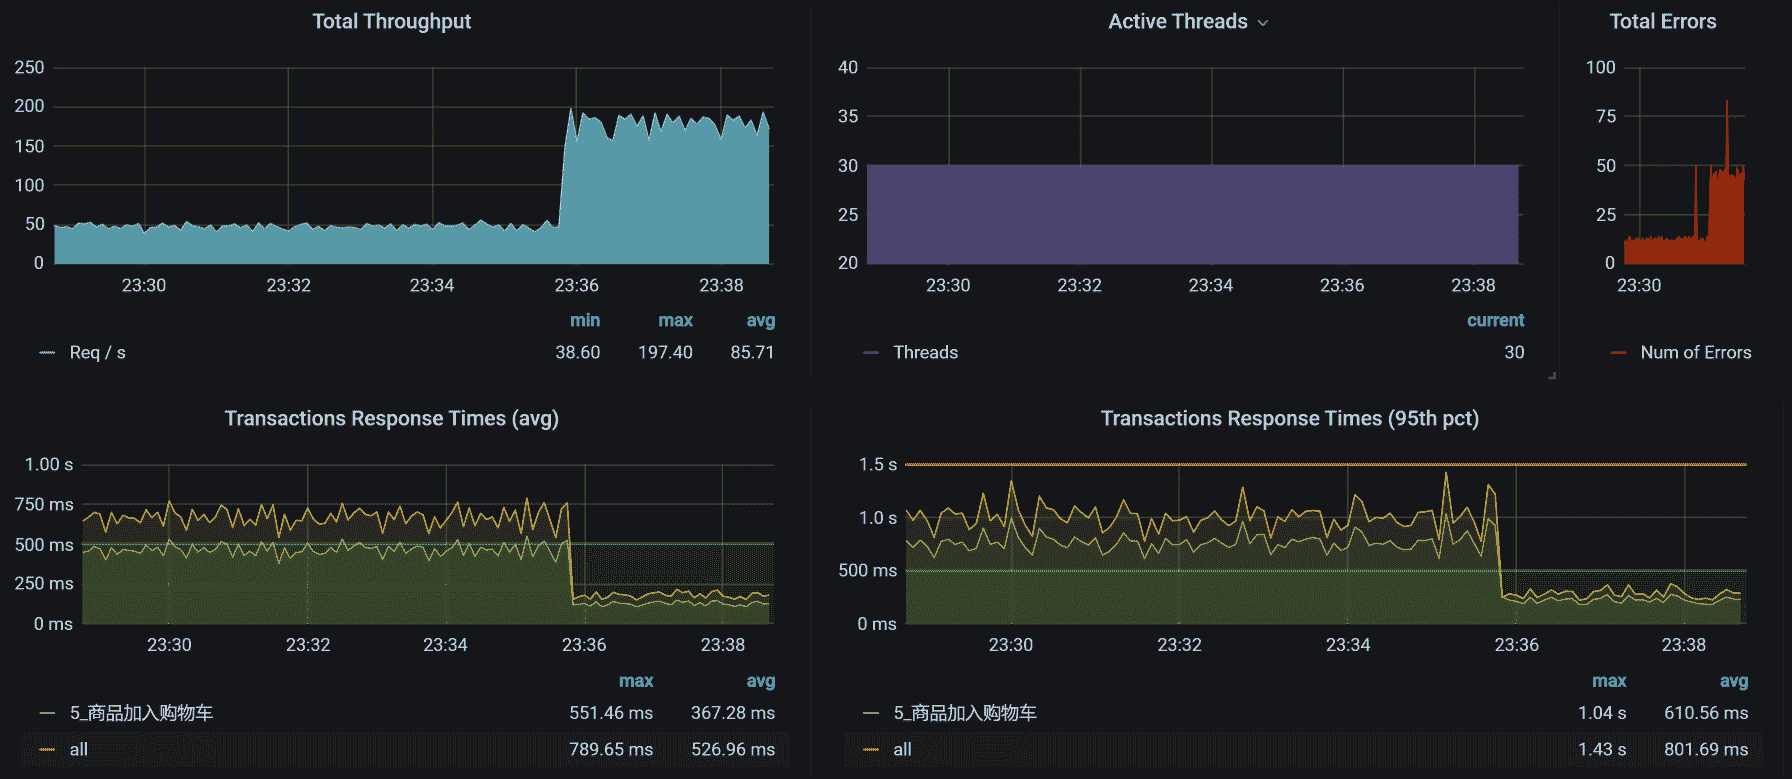 Total Throughput
250
200
150
100
50
0
23:30 23:32 23:34 23:36 23:38
min max avg
Req / s 38.60 197.40 85.71
Active Threads
40
35
30
25
20
23:30 23:32 23:34 23:36 23:38
current
Threads 30
Total Errors
100
75
50
25
0
23:30
Num of Errors
Transactions Response Times (avg)
1.00 s
750 ms
500 ms
250 ms
0 ms
23:30 23:32 23:34 23:36 23:38
max avg
5_商品加入购物车 551.46 ms 367.28 ms
all 789.65 ms 526.96 ms
Transactions Response Times (95th pct)
1.5 s
1.0 s
500 ms
0 ms
23:30 23:32 23:34 23:36 23:38
max avg
5_商品加入购物车 1.04 s 610.56 ms
all 1.43 s 801.69 ms